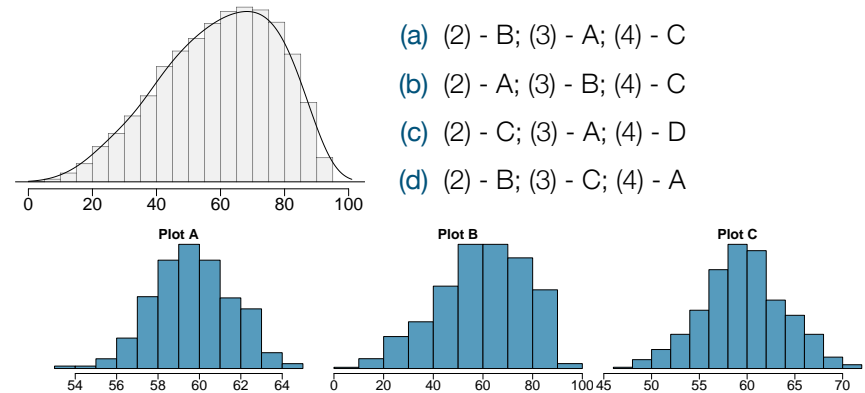 (a) (2) - B; (3) - A; (4) - C
(b) (2) - A; (3) - B; (4) - C
(c) (2) - C; (3) - A; (4) - D
(d) (2) - B; (3) - C; (4) - A
0 20 40 60 80 100
Plot A
54 56 58 60 62 64
Plot B
0 20 40 60 80 100
Plot C
45 50 55 60 65 70